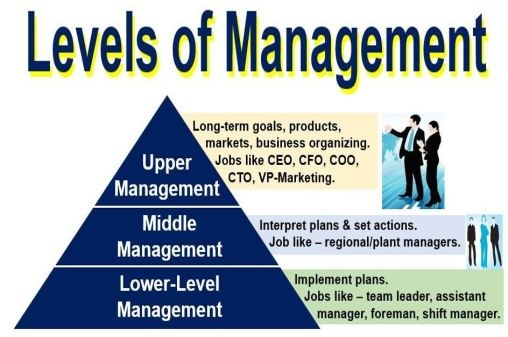 Levels of Management
Upper
Management
Long-term goals, products,
markets, business organizing.
Jobs like CEO, CFO, COO,
CTO, VP-Marketing.
Middle
Management
Interpret plans & set actions.
Job like – regional/plant managers.
Lower-Level
Management
Implement plans.
Jobs like – team leader, assistant
manager, foreman, shift manager.